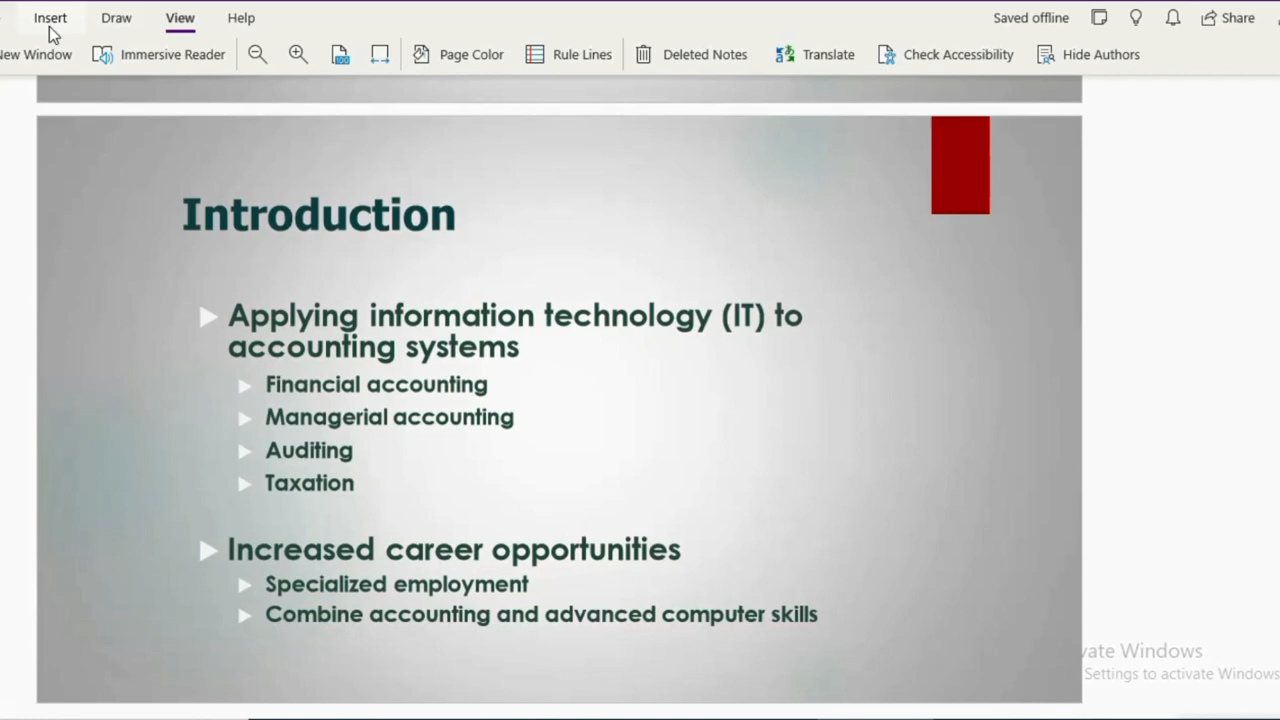 Insert Draw View Help Saved offline Share
New Window Immersive Reader Page Color Rule Lines Deleted Notes Translate Check Accessibility Hide Authors
Introduction
Applying information technology (IT) to
accounting systems
Financial accounting
Managerial accounting
Auditing
Taxation
Increased career opportunities
Specialized employment
Combine accounting and advanced computer skills
vate Windows
Settings to activate Windows